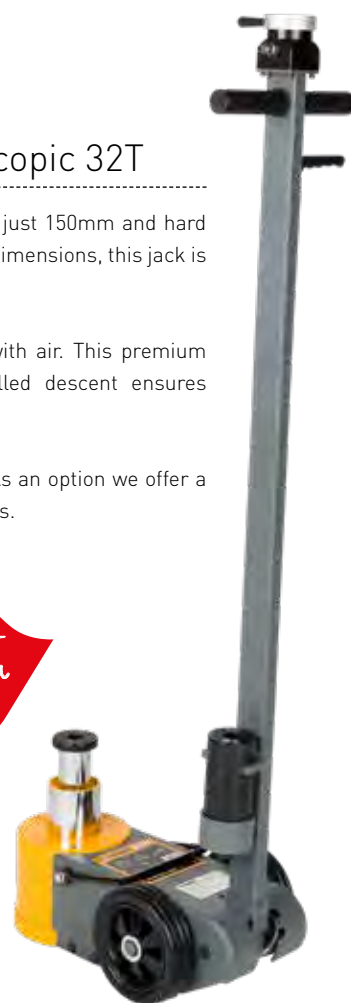 copic 32T
just 150mm and hard
imensions, this jack is
with air. This premium
lled descent ensures
s an option we offer a
s.